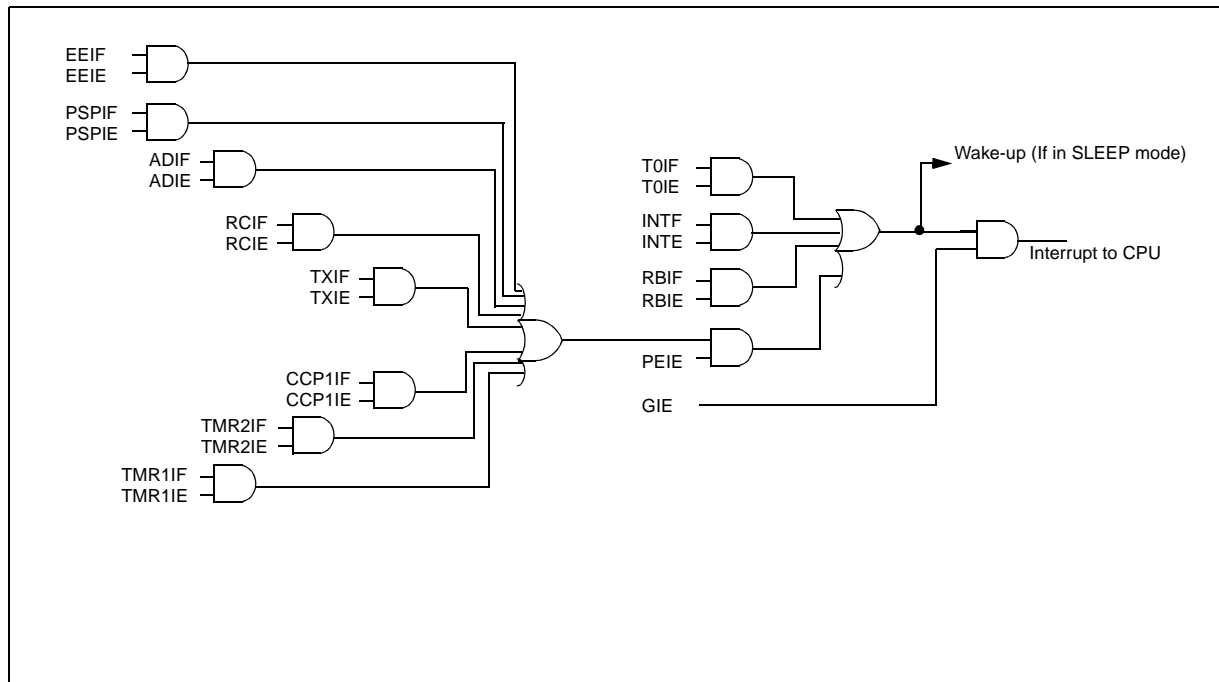 EEIF
EEIE
PSPIF
PSPIE
ADIF
ADIE
RCIF
RCIE
TXIF
TXIE
CCP1IF
CCP1IE
TMR2IF
TMR2IE
TMR1IF
TMR1IE
T0IF
T0IE
INTF
INTE
RBIF
RBIE
PEIE
GIE
Wake-up (If in SLEEP mode)
Interrupt to CPU